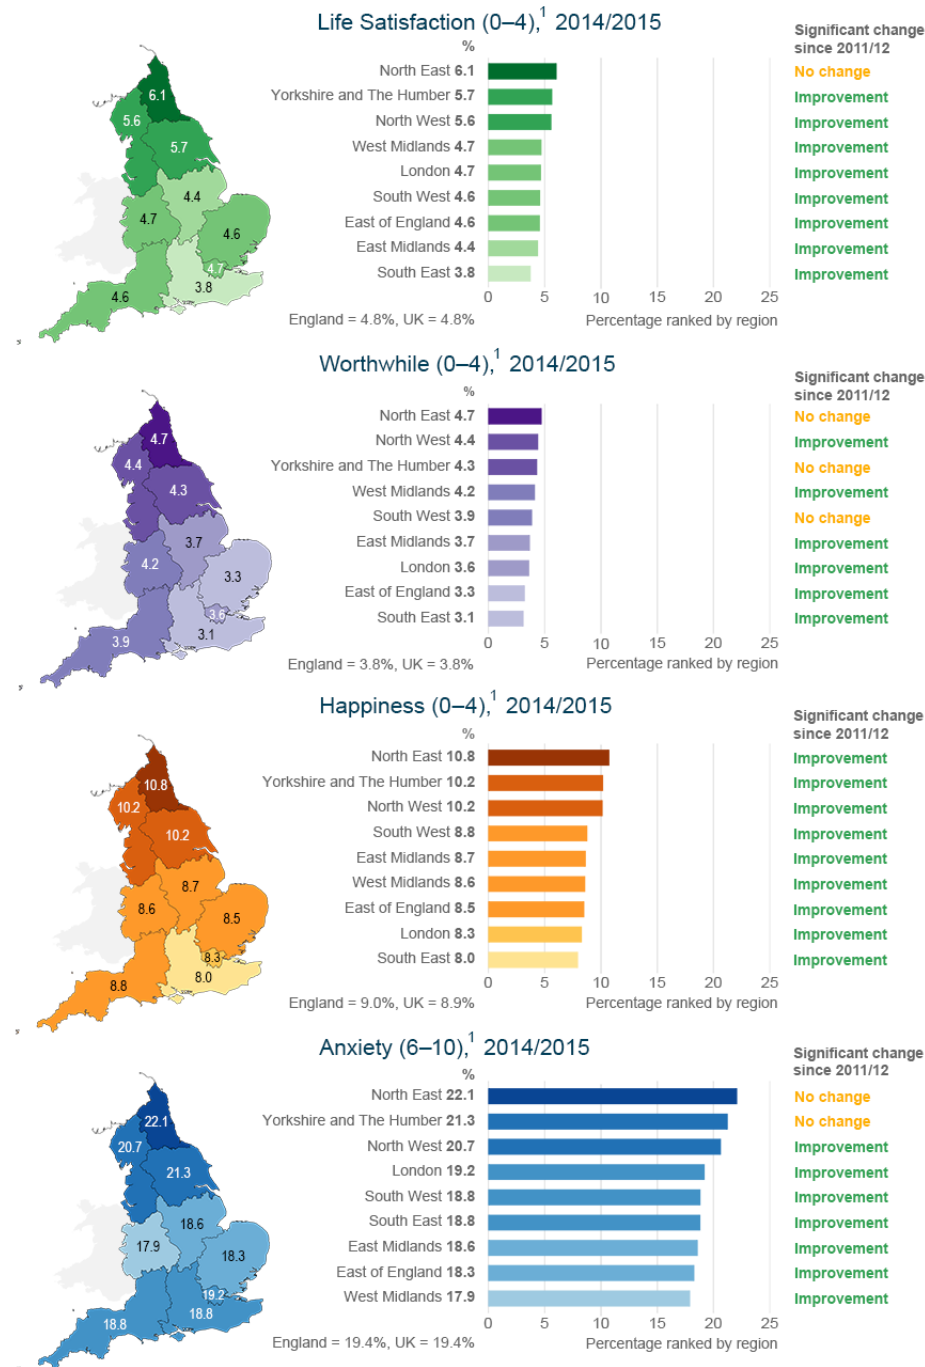 Life Satisfaction (0–4),1 2014/2015
Significant change
since 2011/12
%
North East 6.1 No change
Yorkshire and The Humber 5.7 Improvement
North West 5.6 Improvement
West Midlands 4.7 Improvement
London 4.7 Improvement
South West 4.6 Improvement
East of England 4.6 Improvement
East Midlands 4.4 Improvement
South East 3.8 Improvement
0 5 10 15 20 25
England = 4.8%, UK = 4.8% Percentage ranked by region
6.1
5.6
5.7
4.4
4.7
4.6
4.7
3.8
4.6
Worthwhile (0–4),1 2014/2015
Significant change
since 2011/12
%
North East 4.7 No change
North West 4.4 Improvement
Yorkshire and The Humber 4.3 No change
West Midlands 4.2 Improvement
South West 3.9 No change
East Midlands 3.7 Improvement
London 3.6 Improvement
East of England 3.3 Improvement
South East 3.1 Improvement
0 5 10 15 20 25
England = 3.8%, UK = 3.8% Percentage ranked by region
4.7
4.4
4.3
3.7
4.2
3.3
3.6
3.1
3.9
Happiness (0–4),1 2014/2015
Significant change
since 2011/12
%
North East 10.8 Improvement
Yorkshire and The Humber 10.2 Improvement
North West 10.2 Improvement
South West 8.8 Improvement
East Midlands 8.7 Improvement
West Midlands 8.6 Improvement
East of England 8.5 Improvement
London 8.3 Improvement
South East 8.0 Improvement
0 5 10 15 20 25
England = 9.0%, UK = 8.9% Percentage ranked by region
10.8
10.2
10.2
8.7
8.6
8.5
8.3
8.0
8.8
Anxiety (6–10),1 2014/2015
Significant change
since 2011/12
%
North East 22.1 No change
Yorkshire and The Humber 21.3 No change
North West 20.7 Improvement
London 19.2 Improvement
South West 18.8 Improvement
South East 18.8 Improvement
East Midlands 18.6 Improvement
East of England 18.3 Improvement
West Midlands 17.9 Improvement
0 5 10 15 20 25
England = 19.4%, UK = 19.4% Percentage ranked by region
22.1
20.7
21.3
18.6
17.9
18.3
19.2
18.8
18.8